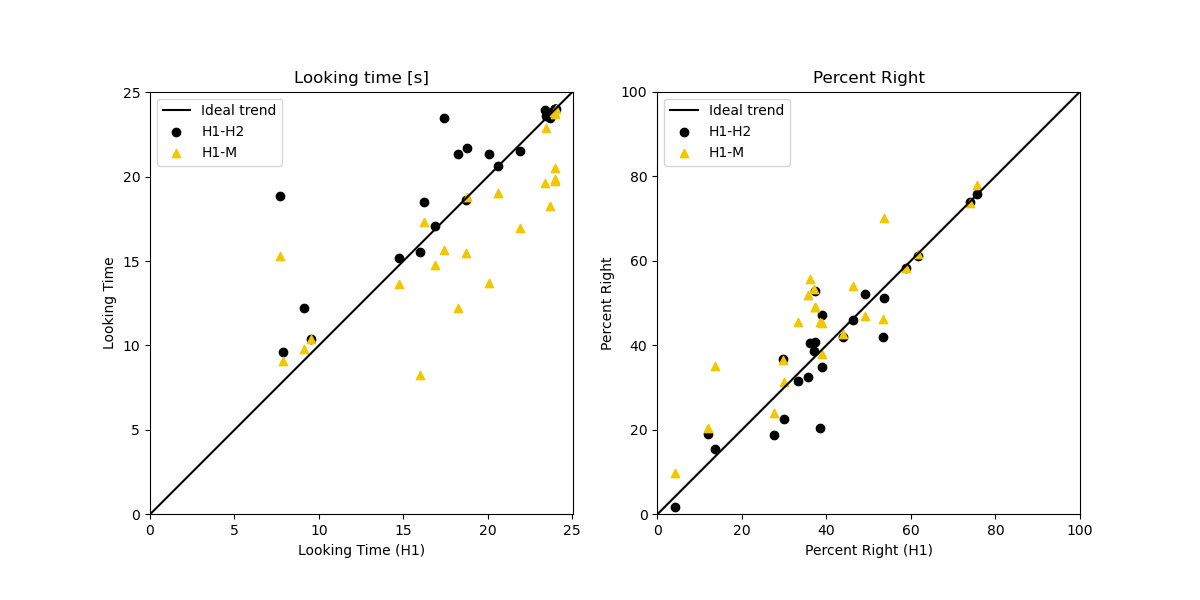 Looking time [s]
Ideal trend
H1-H2
H1-M
25
20
15
10
5
0
Looking Time
0 5 10 15 20 25
Looking Time (H1)
Percent Right
Ideal trend
H1-H2
H1-M
100
80
60
40
20
0
Percent Right
0 20 40 60 80 100
Percent Right (H1)